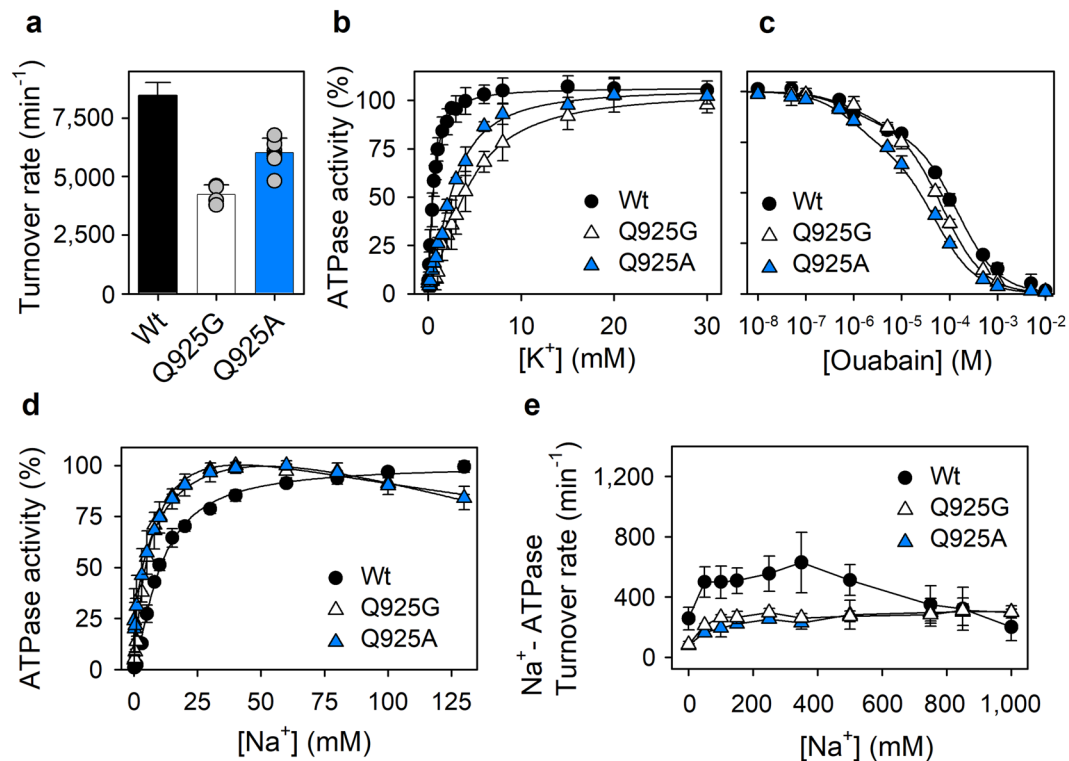 a
Turnover rate (min⁻¹)
7,500
5,000
2,500
0
Wt
Q925G
Q925A
b
ATPase activity (%)
100
75
50
25
0
Wt
Q925G
Q925A
0
10
20
30
[K⁺] (mM)
c
Wt
Q925G
Q925A
10⁻⁸
10⁻⁷
10⁻⁶
10⁻⁵
10⁻⁴
10⁻³
10⁻²
[Ouabain] (M)
d
ATPase activity (%)
100
75
50
25
0
Wt
Q925G
Q925A
0
25
50
75
100
125
[Na⁺] (mM)
e
Na⁺- ATPase
Turnover rate (min⁻¹)
1,200
800
400
0
Wt
Q925G
Q925A
0
200
400
600
800
1,000
[Na⁺] (mM)